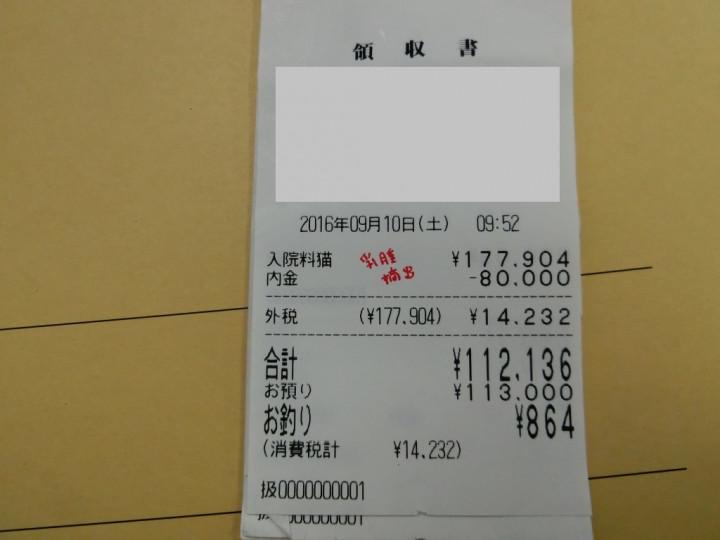 領収書
2016年09月10日(土) 09:52
入院料猫 ¥177,904
乳腫
摘出
内金 -80,000
外税 (¥177,904) ¥14,232
合計 ¥112,136
お預り ¥113,000
お釣り ¥864
(消費税計 ¥14,232)
扱0000000001